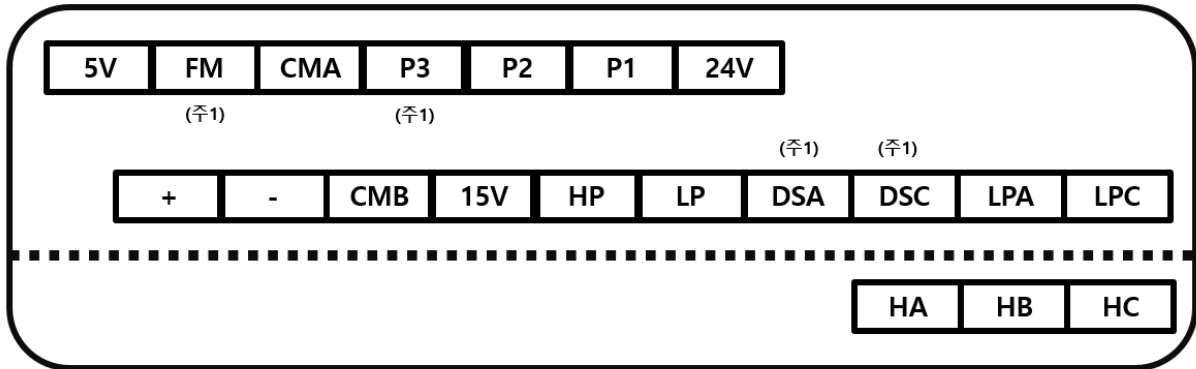 5V FM CMA P3 P2 P1 24V
(주1) (주1)
(주1) (주1)
+ - CMB 15V HP LP DSA DSC LPA LPC
HA HB HC